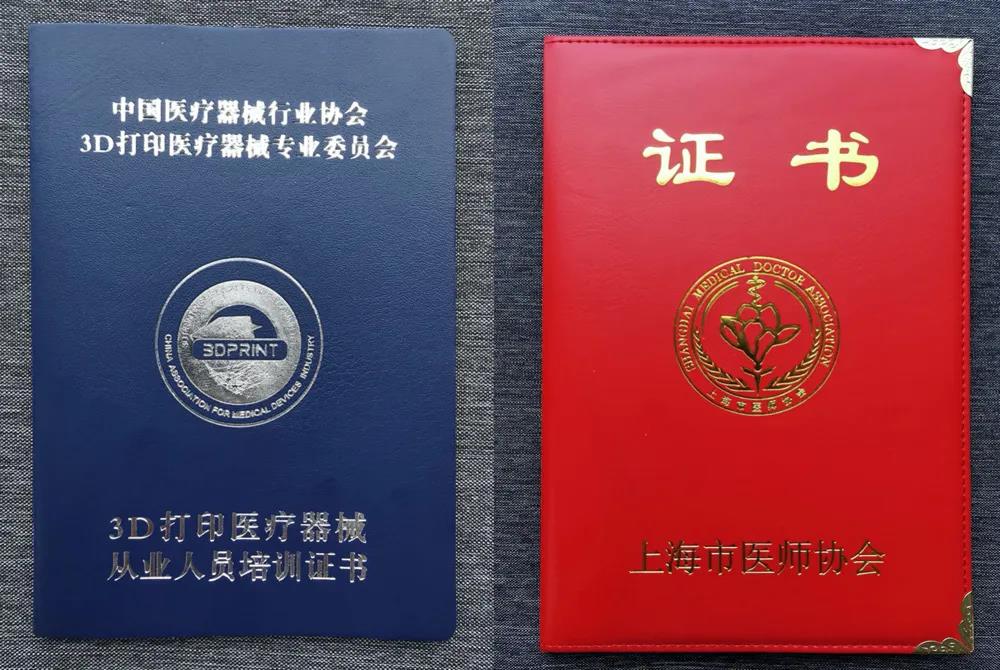 中国医疗器械行业协会
3D打印医疗器械专业委员会
3DPRINT
CHINA ASSOCIATION FOR MEDICAL DEVICES INDUSTRY
3D打印医疗器械
从业人员培训证书
证书
SHANGHAI MEDICAL DOCTOR ASSOCIATION
上海市医师协会
上海市医师协会